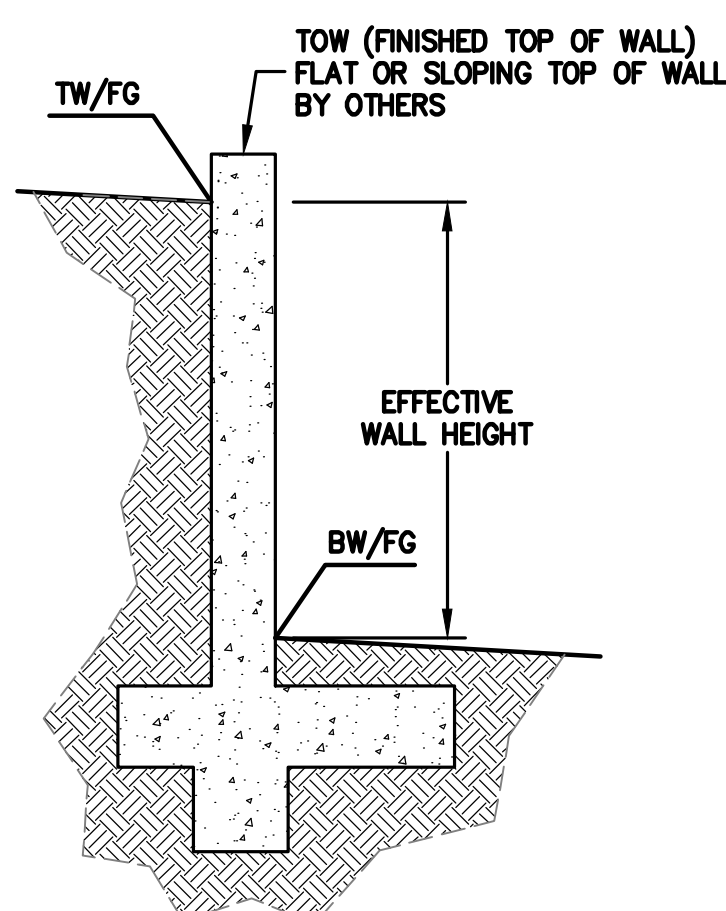 TOW (FINISHED TOP OF WALL)
FLAT OR SLOPING TOP OF WALL
BY OTHERS
TW/FG
EFFECTIVE
WALL HEIGHT
BW/FG